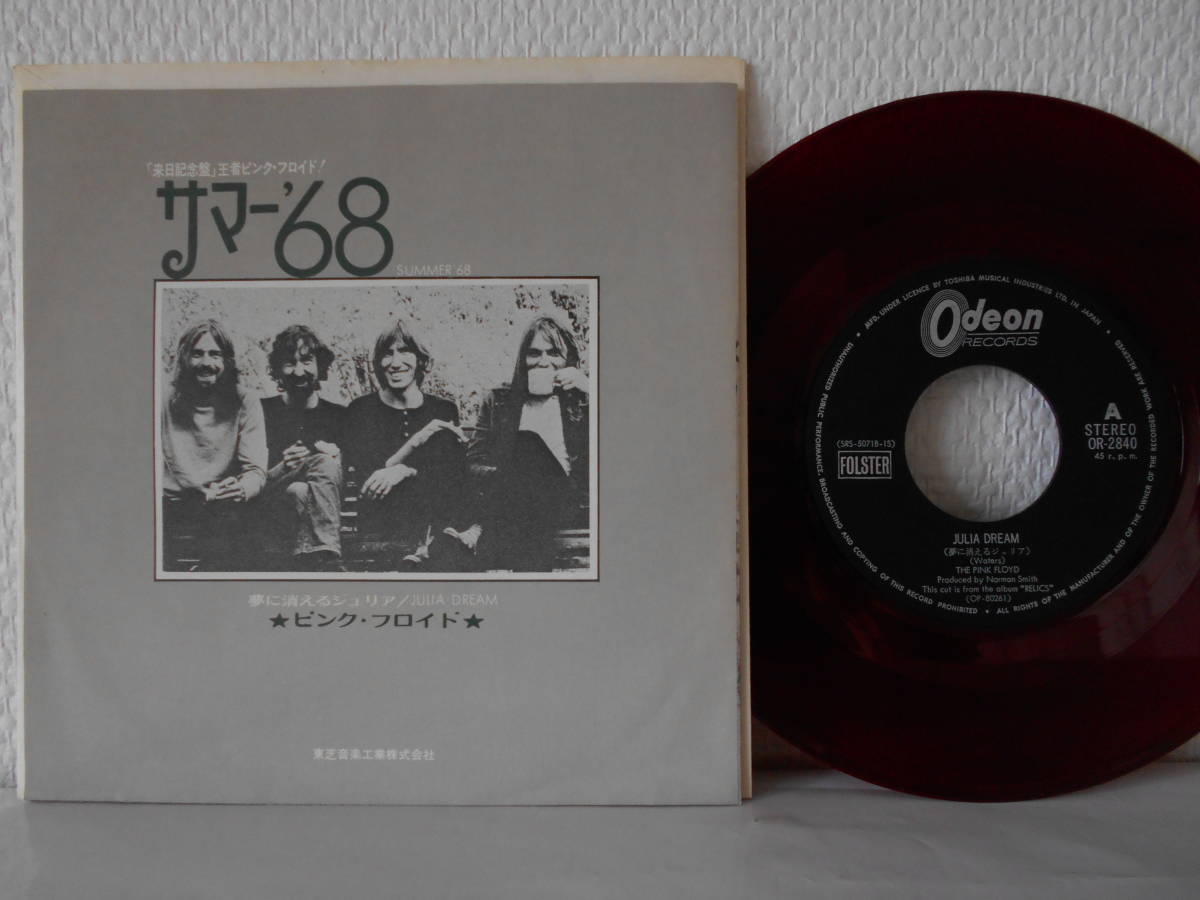 「来日記念盤」王者ピンク・フロイド!
サマー'68
SUMMER '68
夢に消えるジュリア/JULIA DREAM
★ピンク・フロイド★
東芝音楽工業株式会社
MFD. UNDER LICENCE BY TOSHIBA MUSICAL INDUSTRIES LTD. IN JAPAN
Odeon
RECORDS
A
STEREO
OR-2840
45 r.p.m.
(SRS-50718-1S)
FOLSTER
JULIA DREAM
(夢に消えるジュリア)
(Waters)
THE PINK FLOYD
Produced by Norman Smith
This cut is from the album "RELICS"
(OP-80261)
UNAUTHORIZED PUBLIC PERFORMANCE, BROADCASTING AND COPYING OF THIS RECORD PROHIBITED • ALL RIGHTS OF THE MANUFACTURER AND OF THE OWNER OF THE RECORDED WORK ARE RESERVED